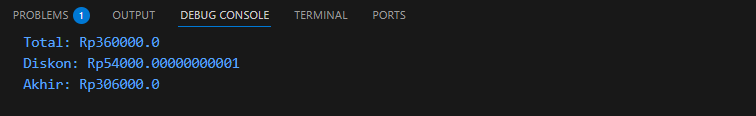 PROBLEMS 1 OUTPUT DEBUG CONSOLE TERMINAL PORTS
Total: Rp360000.0
Diskon: Rp54000.00000000001
Akhir: Rp306000.0